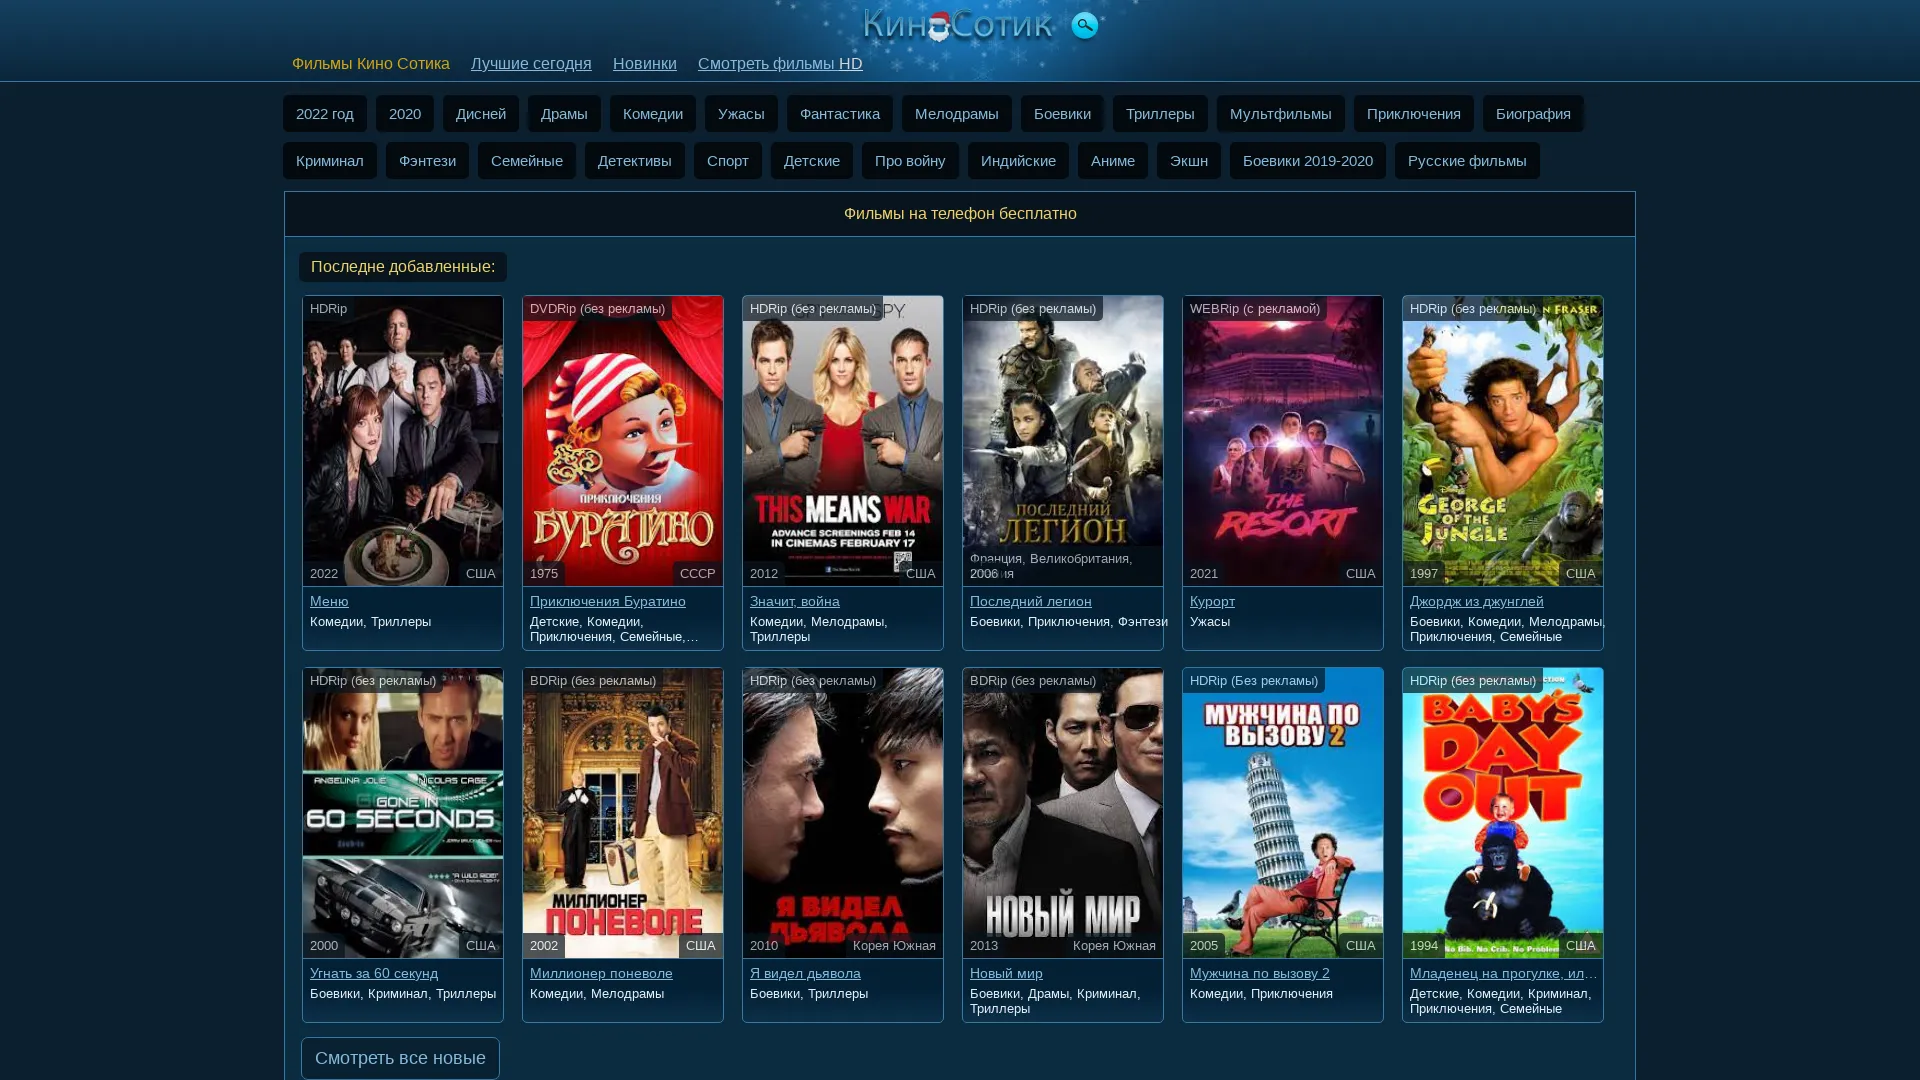 КиноСотик
Фильмы Кино Сотика Лучшие сегодня Новинки Смотреть фильмы HD
2022 год 2020 Дисней Драмы Комедии Ужасы Фантастика Мелодрамы Боевики Триллеры Мультфильмы Приключения Биография
Криминал Фэнтези Семейные Детективы Спорт Детские Про войну Индийские Аниме Экшн Боевики 2019-2020 Русские фильмы
Фильмы на телефон бесплатно
Последне добавленные:
HDRip
2022 США
Меню
Комедии, Триллеры
DVDRip (без рекламы)
ПРИКЛЮЧЕНИЯ
БУРАТИНО
1975 СССР
Приключения Буратино
Детские, Комедии,
Приключения, Семейные,…
HDRip (без рекламы)
THIS MEANS WAR
ADVANCE SCREENINGS FEB 14
IN CINEMAS FEBRUARY 17
2012 США
Значит, война
Комедии, Мелодрамы,
Триллеры
HDRip (без рекламы)
ПОСЛЕДНИЙ
ЛЕГИОН
Франция, Великобритания,
2006
Последний легион
Боевики, Приключения, Фэнтези
WEBRip (с рекламой)
THE
RESORT
2021 США
Курорт
Ужасы
HDRip (без рекламы) FRASER
GEORGE
OF THE
JUNGLE
1997 США
Джордж из джунглей
Боевики, Комедии, Мелодрамы,
Приключения, Семейные
HDRip (без рекламы)
ANGELINA JOLIE NICOLAS CAGE
GONE IN
60 SECONDS
"A WILD RIDE!"
2000 США
Угнать за 60 секунд
Боевики, Криминал, Триллеры
BDRip (без рекламы)
МИЛЛИОНЕР
ПОНЕВОЛЕ
2002 США
Миллионер поневоле
Комедии, Мелодрамы
HDRip (без рекламы)
Я ВИДЕЛ
ДЬЯВОЛА
2010 Корея Южная
Я видел дьявола
Боевики, Триллеры
BDRip (без рекламы)
НОВЫЙ МИР
2013 Корея Южная
Новый мир
Боевики, Драмы, Криминал,
Триллеры
HDRip (Без рекламы)
МУЖЧИНА ПО
ВЫЗОВУ 2
2005 США
Мужчина по вызову 2
Комедии, Приключения
HDRip (без рекламы)
BABY'S
DAY
OUT
No Bib. No Crib. No Problem
1994 США
Младенец на прогулке, ил…
Детские, Комедии, Криминал,
Приключения, Семейные
Смотреть все новые